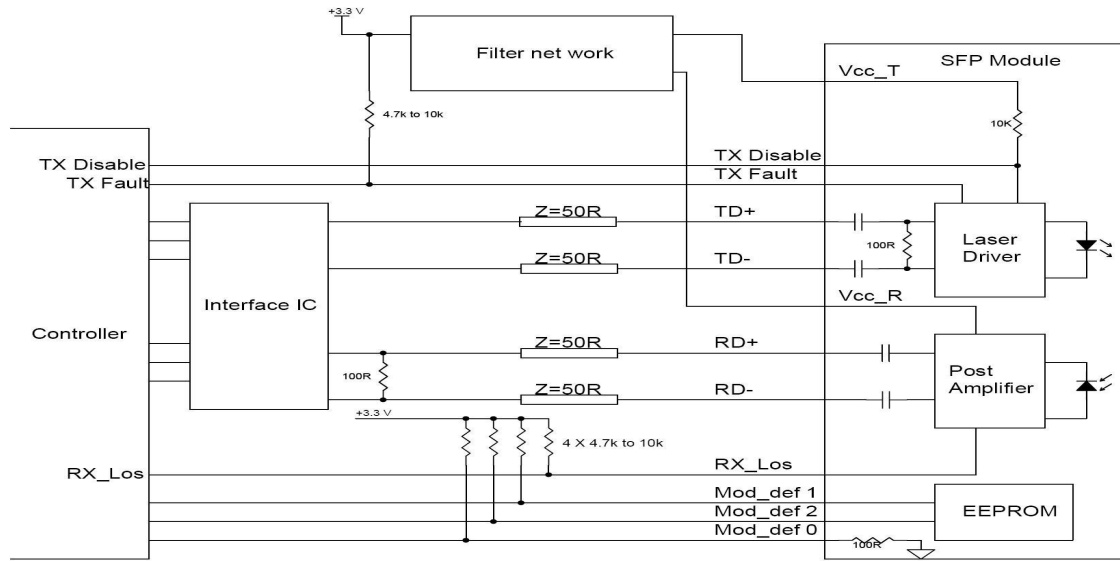 +3.3 V
Filter net work
SFP Module
Vcc_T
4.7k to 10k
10K
TX Disable
TX Disable
TX Fault
TX Fault
Z=50R
TD+
100R
Laser
Driver
Z=50R
TD-
Vcc_R
Interface IC
Controller
Z=50R
RD+
100R
Post
Amplifier
Z=50R
RD-
+3.3 V
4 X 4.7k to 10k
RX_Los
RX_Los
Mod_def 1
EEPROM
Mod_def 2
Mod_def 0
100R